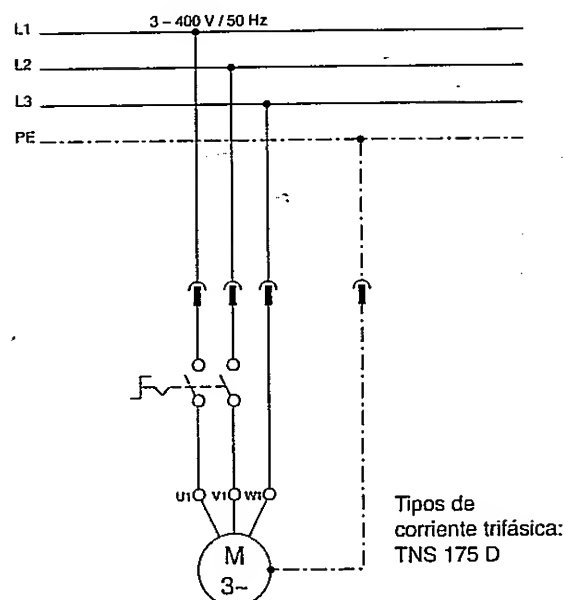 3 ~ 400 V / 50 Hz
L1
L2
L3
PE
U1 V1 W1
M
3~
Tipos de
corriente trifásica:
TNS 175 D